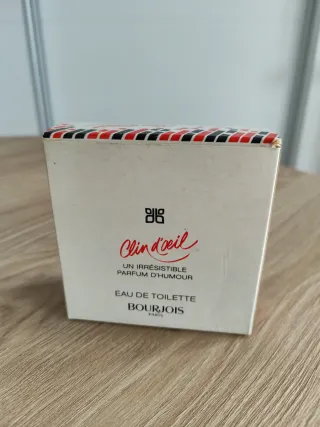 Clin d'oeil
UN IRRÉSISTIBLE
PARFUM D'HUMOUR
EAU DE TOILETTE
BOURJOIS
PARIS